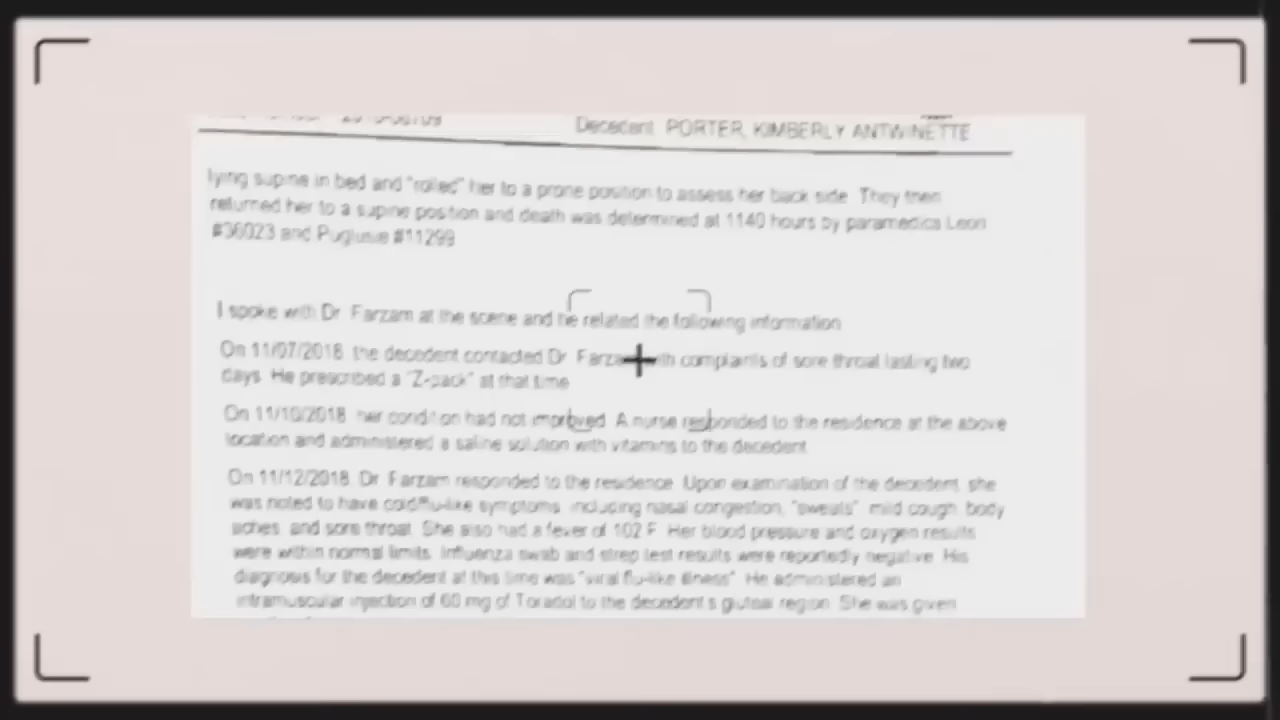 Decedent PORTER, KIMBERLY ANTWINETTE
lying supine in bed and "rolled" her to a prone position to assess her back side. They then
returned her to a supine position and death was determined at 1140 hours by paramedics Leon
#36023 and #11299
I spoke with Dr. Farzam at the scene and he related the following information
On 11/07/2018, the decedent contacted Dr. with complaints of sore throat lasting two
days. He prescribed a "Z-pack" at that time
On 11/10/2018 her condition had not improved. A nurse responded to the residence at the above
location and administered a saline solution with vitamins to the decedent
On 11/12/2018, Dr. Farzam responded to the residence. Upon examination of the decedent, she
was noted to have cold/flu-like symptoms including nasal congestion, "sweats", mild cough, body
aches, and sore throat. She also had a fever of 102 F. Her blood pressure and oxygen results
were within normal limits. Influenza swab and strep test results were reportedly negative. His
diagnosis for the decedent at this time was "viral flu-like illness". He administered an
intramuscular injection of 60 mg of Toradol to the decedent's gluteal region. She was given